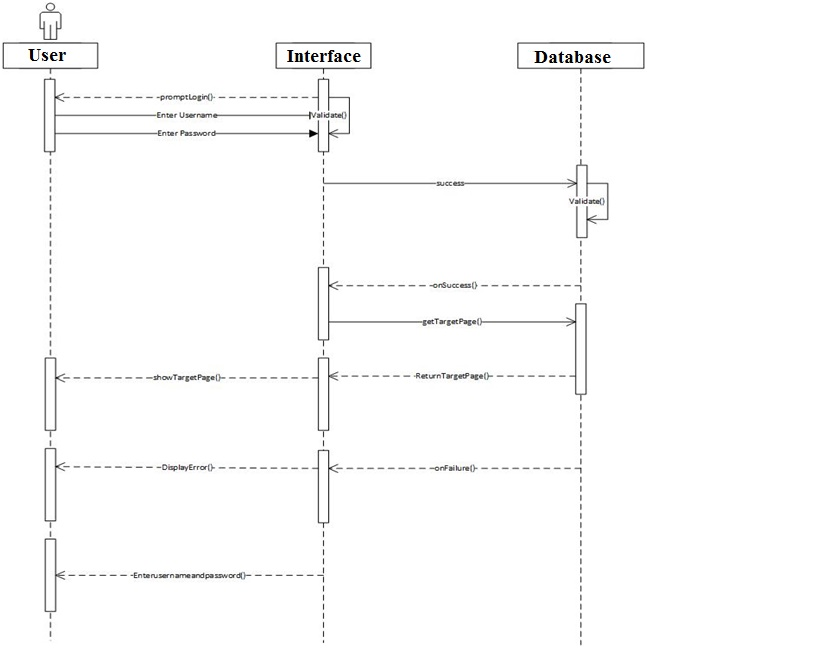 User
Interface
Database
promptLogin()
Enter Username
Validate()
Enter Password
success
Validate()
onSuccess()
getTargetPage()
showTargetPage()
ReturnTargetPage()
DisplayError()
onFailure()
Enterusernameandpassword()